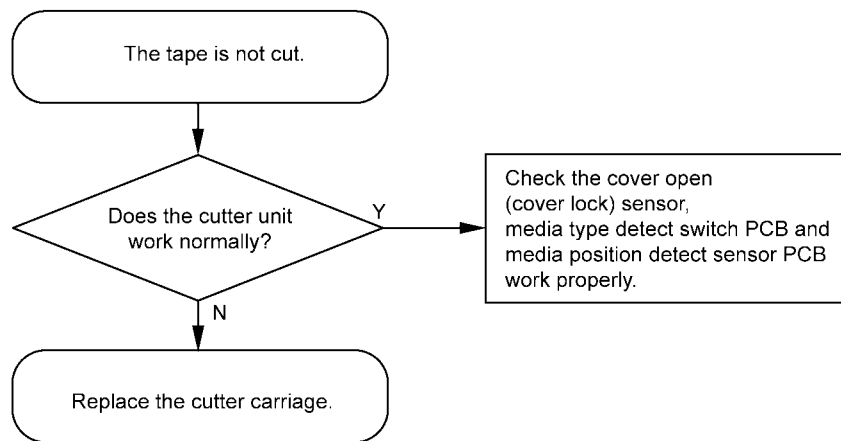 The tape is not cut.
Does the cutter unit
work normally?
Y
Check the cover open
(cover lock) sensor,
media type detect switch PCB and
media position detect sensor PCB
work properly.
N
Replace the cutter carriage.